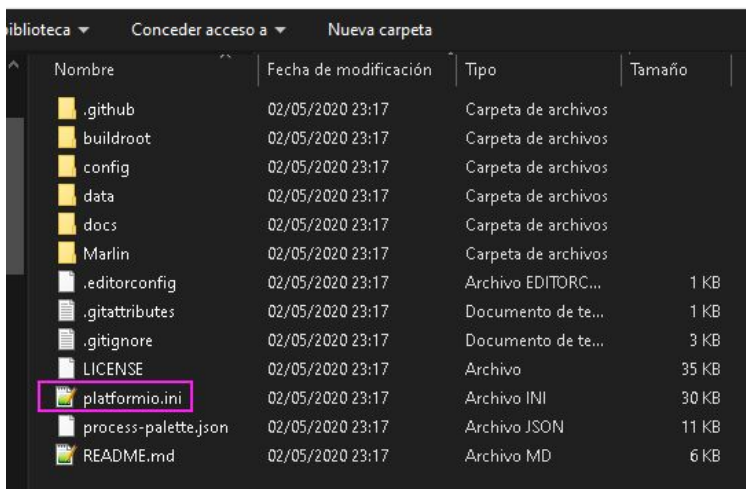 biblioteca Conceder acceso a Nueva carpeta
Nombre Fecha de modificación Tipo Tamaño
.github 02/05/2020 23:17 Carpeta de archivos
buildroot 02/05/2020 23:17 Carpeta de archivos
config 02/05/2020 23:17 Carpeta de archivos
data 02/05/2020 23:17 Carpeta de archivos
docs 02/05/2020 23:17 Carpeta de archivos
Marlin 02/05/2020 23:17 Carpeta de archivos
.editorconfig 02/05/2020 23:17 Archivo EDITORC... 1 KB
.gitattributes 02/05/2020 23:17 Documento de te... 1 KB
.gitignore 02/05/2020 23:17 Documento de te... 3 KB
LICENSE 02/05/2020 23:17 Archivo 35 KB
platformio.ini 02/05/2020 23:17 Archivo INI 30 KB
process-palette.json 02/05/2020 23:17 Archivo JSON 11 KB
README.md 02/05/2020 23:17 Archivo MD 6 KB